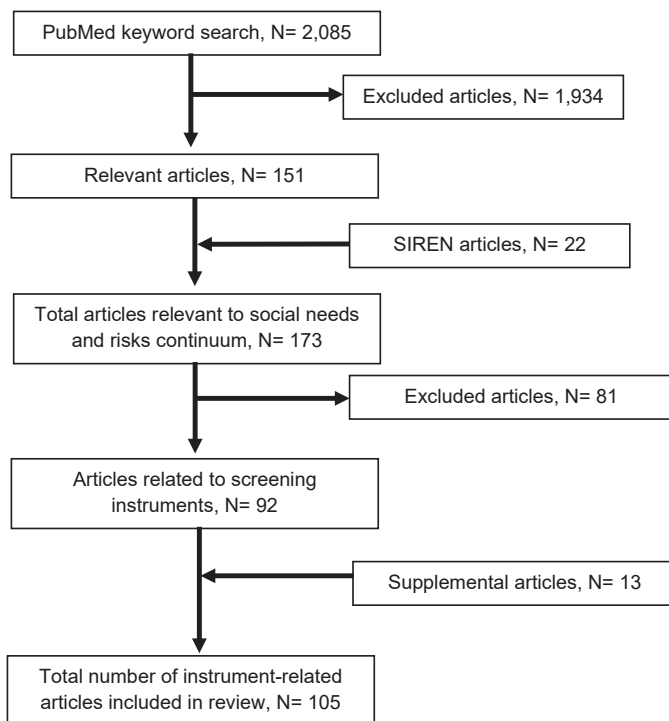 PubMed keyword search, N= 2,085
Excluded articles, N= 1,934
Relevant articles, N= 151
SIREN articles, N= 22
Total articles relevant to social needs
and risks continuum, N= 173
Excluded articles, N= 81
Articles related to screening
instruments, N= 92
Supplemental articles, N= 13
Total number of instrument-related
articles included in review, N= 105